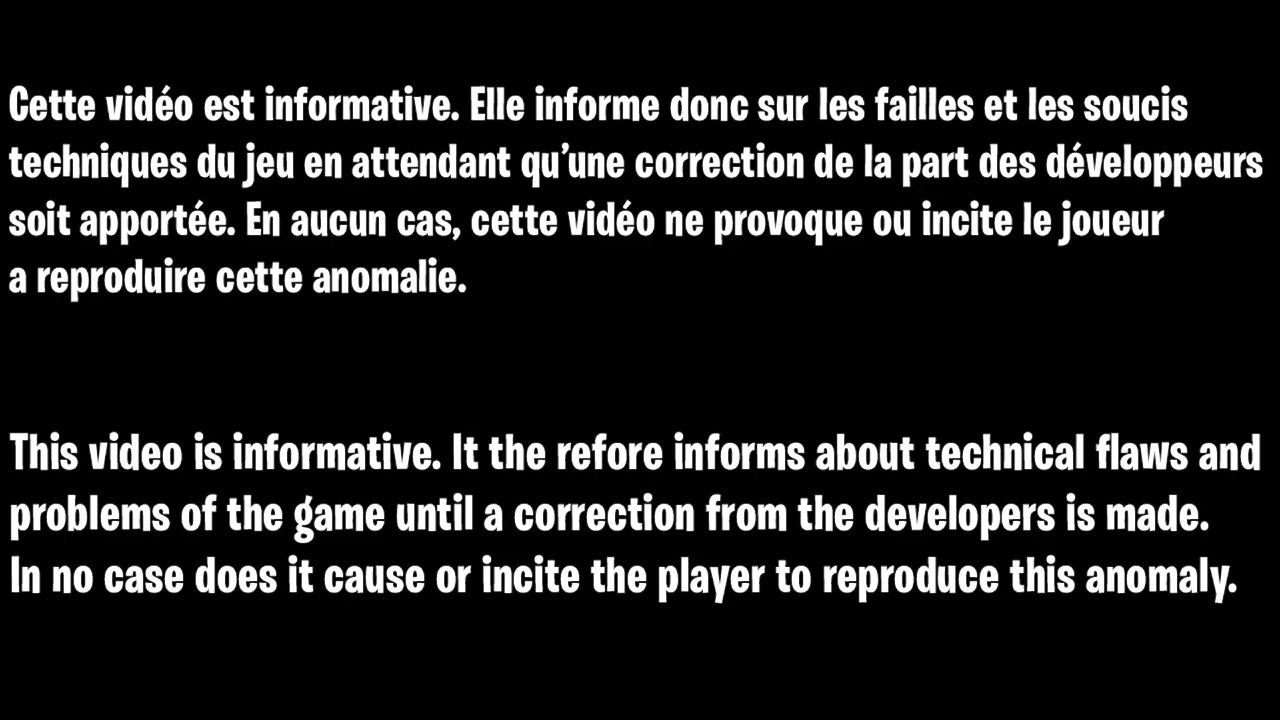 Cette vidéo est informative. Elle informe donc sur les failles et les soucis
techniques du jeu en attendant qu’une correction de la part des développeurs
soit apportée. En aucun cas, cette vidéo ne provoque ou incite le joueur
a reproduire cette anomalie.
This video is informative. It the refore informs about technical flaws and
problems of the game until a correction from the developers is made.
In no case does it cause or incite the player to reproduce this anomaly.